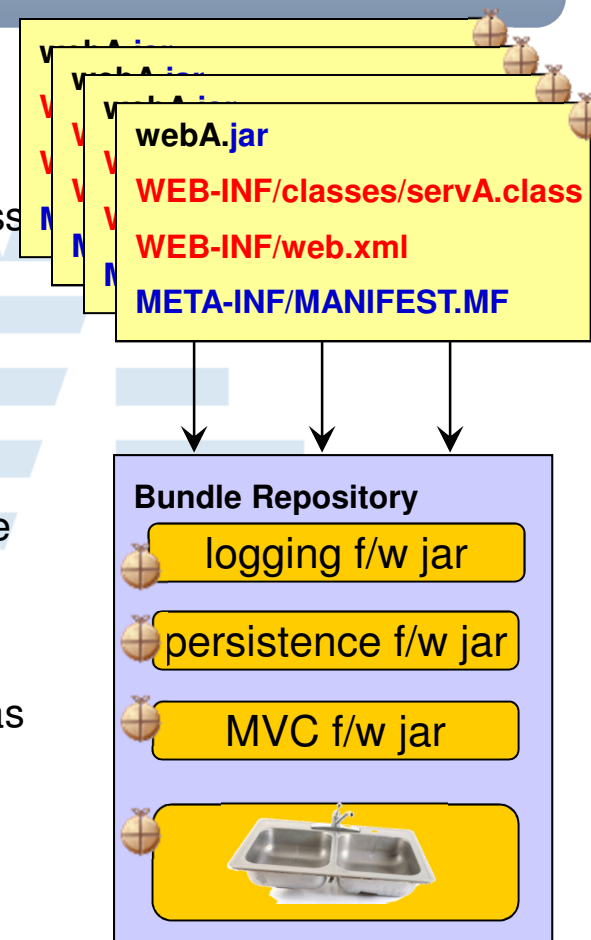 webA.jar
WEB-INF/classes/servA.class
WEB-INF/web.xml
META-INF/MANIFEST.MF
Bundle Repository
logging f/w jar
persistence f/w jar
MVC f/w jar